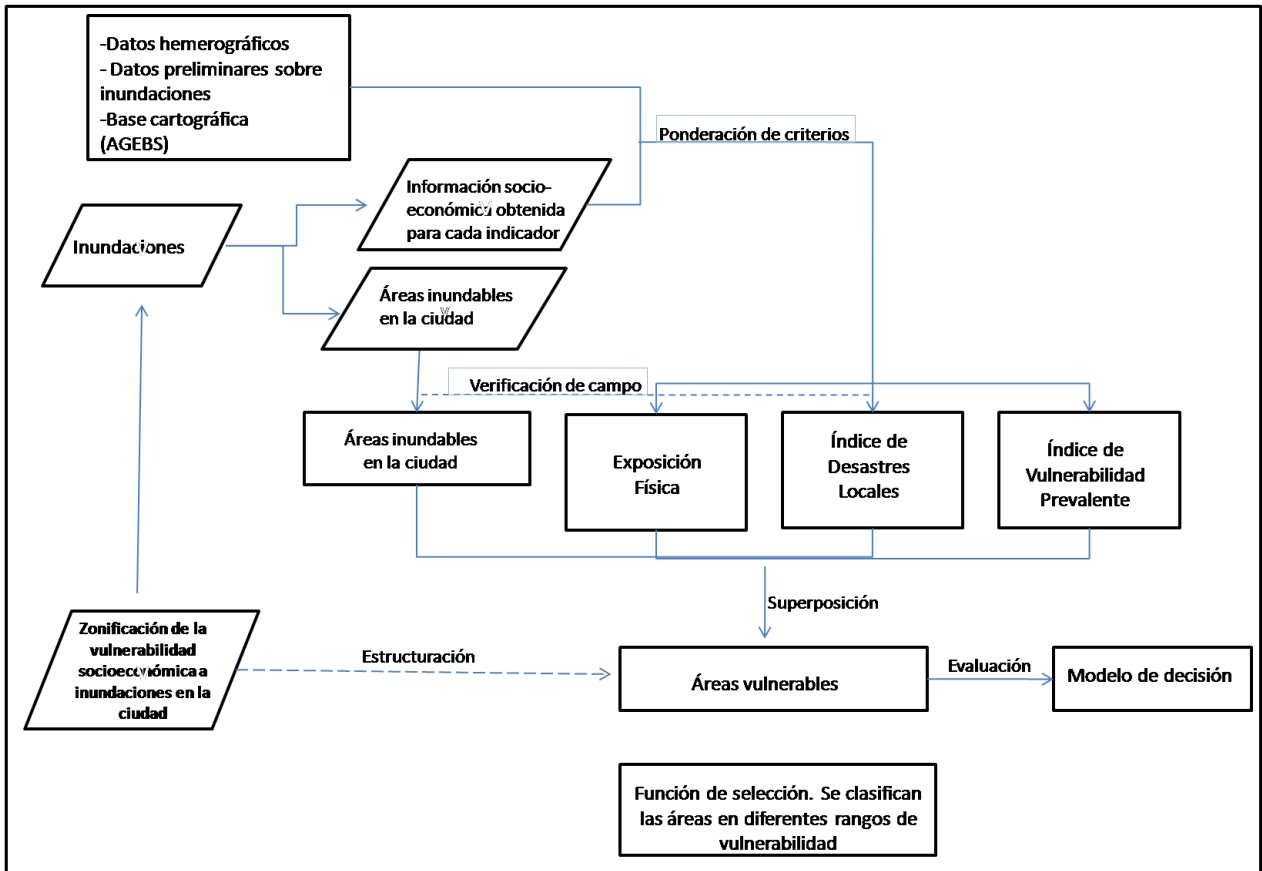 -Datos hemerográficos
- Datos preliminares sobre
inundaciones
-Base cartográfica
(AGEBS)
Ponderación de criterios
Información socio-
económica obtenida
para cada indicador
Inundaciones
Áreas inundables
en la ciudad
Verificación de campo
Áreas inundables
en la ciudad
Exposición
Física
Índice de
Desastres
Locales
Índice de
Vulnerabilidad
Prevalente
Superposición
Zonificación de la
vulnerabilidad
socioeconómica a
inundaciones en la
ciudad
Estructuración
Áreas vulnerables
Evaluación
Modelo de decisión
Función de selección. Se clasifican
las áreas en diferentes rangos de
vulnerabilidad